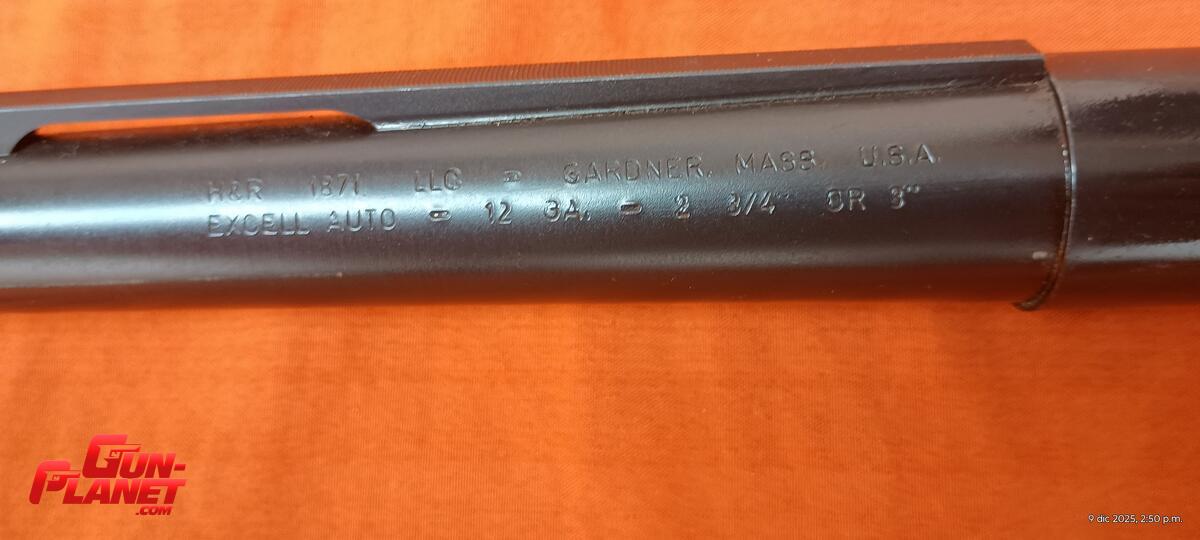 H&R 1871 LLC - GARDNER, MASS. U.S.A.
EXCELL AUTO - 12 GA. - 2 3/4" OR 3"
GUN-
PLANET
.COM
9 dic 2025, 2:50 p.m.